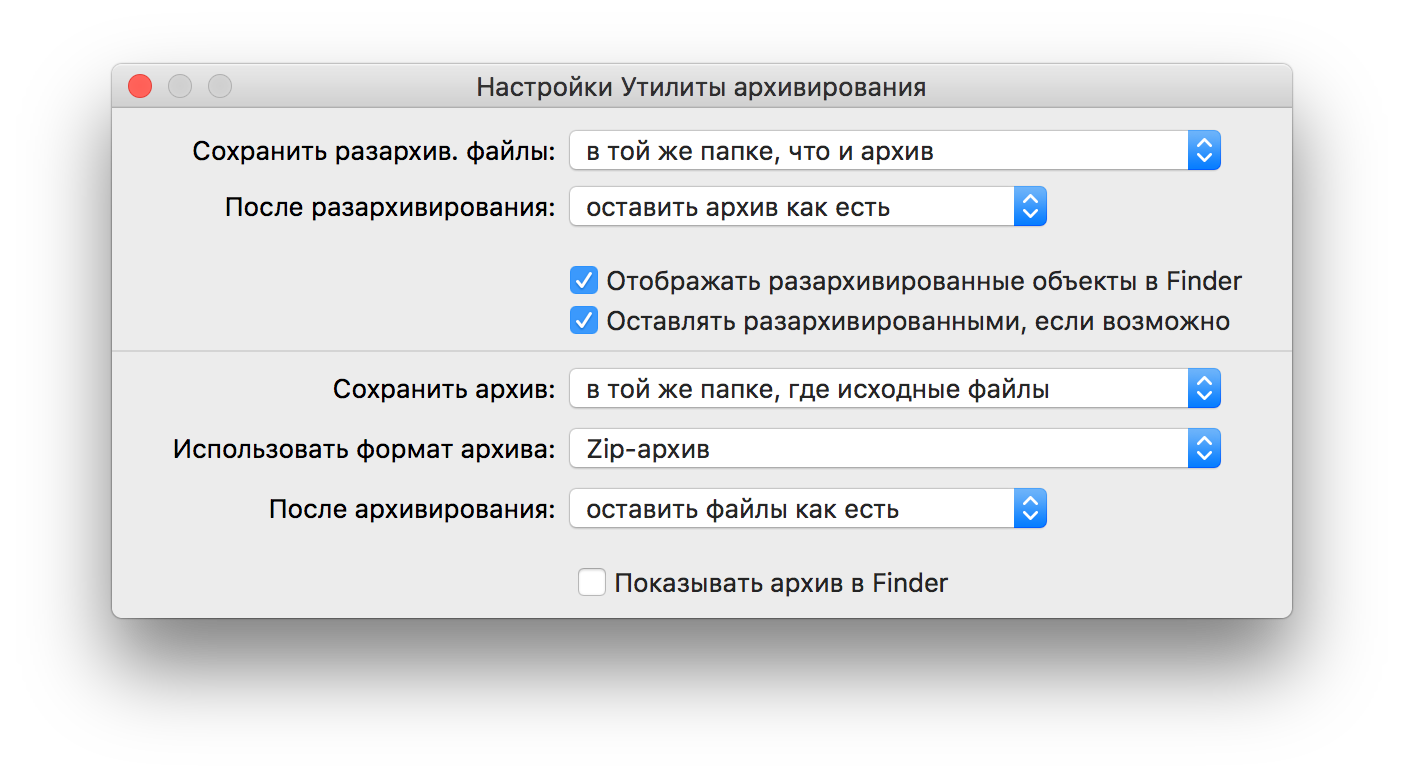 Настройки Утилиты архивирования
Сохранить разархив. файлы: в той же папке, что и архив
После разархивирования: оставить архив как есть
Отображать разархивированные объекты в Finder
Оставлять разархивированными, если возможно
Сохранить архив: в той же папке, где исходные файлы
Использовать формат архива: Zip-архив
После архивирования: оставить файлы как есть
Показывать архив в Finder